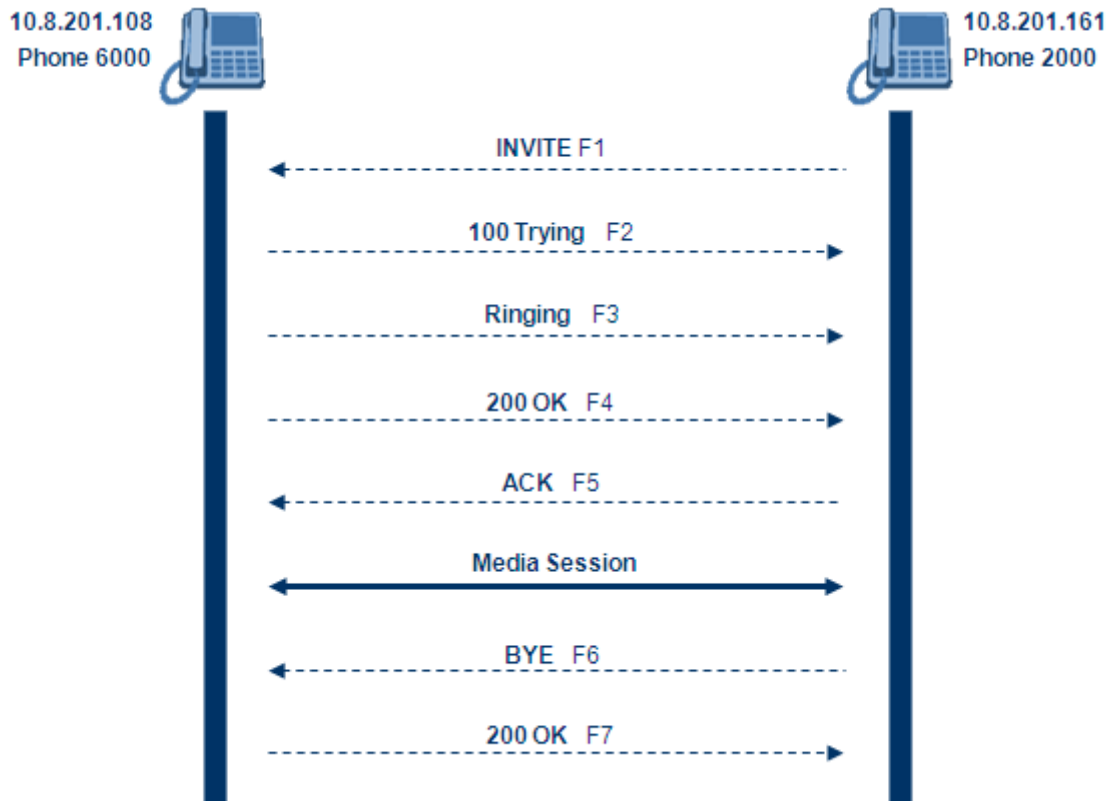 10.8.201.108
Phone 6000
10.8.201.161
Phone 2000
INVITE F1
100 Trying F2
Ringing F3
200 OK F4
ACK F5
Media Session
BYE F6
200 OK F7